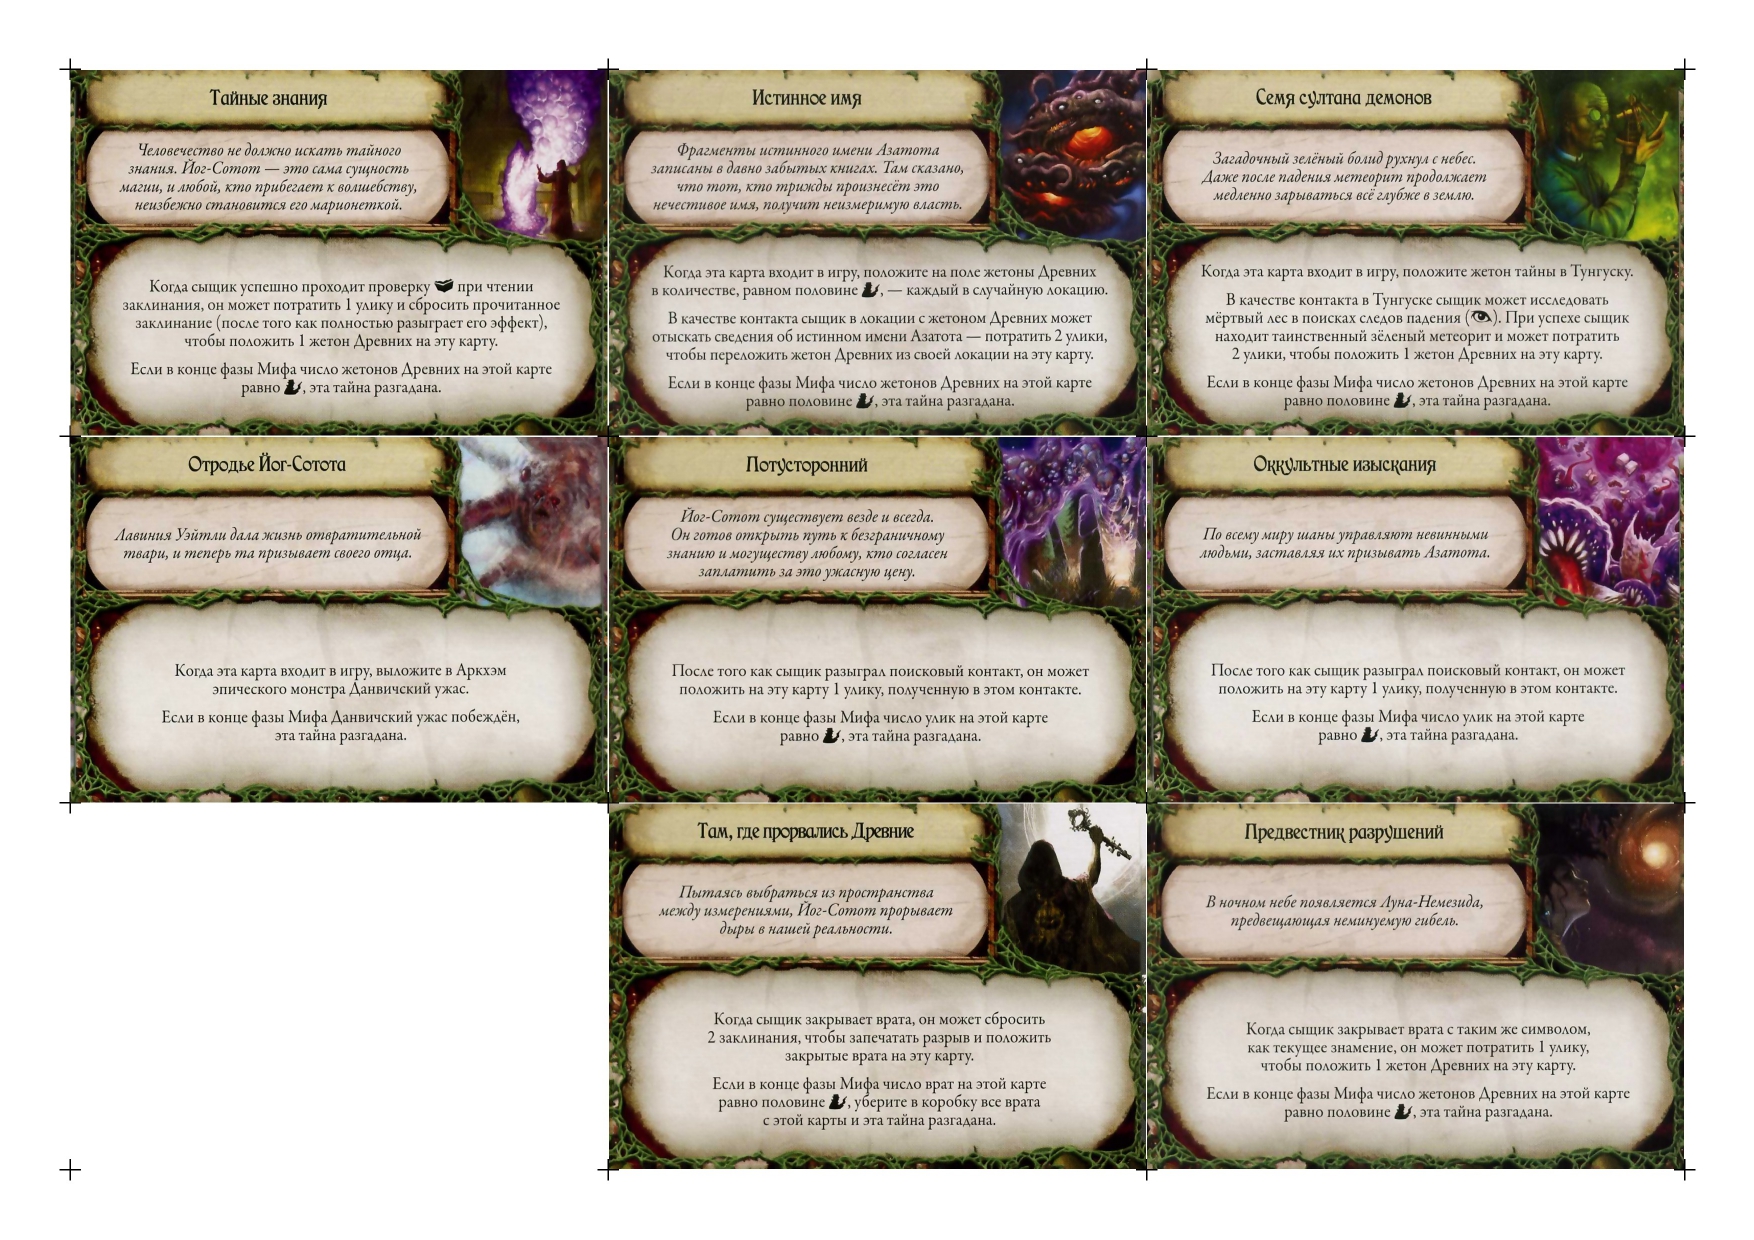 Тайные знания
Человечество не должно искать тайного
знания. Йог-Сотот — это сама сущность
магии, и любой, кто прибегает к волшебству,
неизбежно становится его марионеткой.
Когда сыщик успешно проходит проверку при чтении
заклинания, он может потратить 1 улику и сбросить прочитанное
заклинание (после того как полностью разыграет его эффект),
чтобы положить 1 жетон Древних на эту карту.
Если в конце фазы Мифа число жетонов Древних на этой карте
равно , эта тайна разгадана.
Истинное имя
Фрагменты истинного имени Азатота
записаны в давно забытых книгах. Там сказано,
что тот, кто трижды произнесёт это
нечестивое имя, получит неизмеримую власть.
Когда эта карта входит в игру, положите на поле жетоны Древних
в количестве, равном половине , — каждый в случайную локацию.
В качестве контакта сыщик в локации с жетоном Древних может
отыскать сведения об истинном имени Азатота — потратить 2 улики,
чтобы переложить жетон Древних из своей локации на эту карту.
Если в конце фазы Мифа число жетонов Древних на этой карте
равно половине , эта тайна разгадана.
Семя султана демонов
Загадочный зелёный болид рухнул с небес.
Даже после падения метеорит продолжает
медленно зарываться всё глубже в землю.
Когда эта карта входит в игру, положите жетон тайны в Тунгуску.
В качестве контакта в Тунгуске сыщик может исследовать
мёртвый лес в поисках следов падения ( ). При успехе сыщик
находит таинственный зёленый метеорит и может потратить
2 улики, чтобы положить 1 жетон Древних на эту карту.
Если в конце фазы Мифа число жетонов Древних на этой карте
равно половине , эта тайна разгадана.
Отродье Йог-Сотота
Лавиния Уэйтли дала жизнь отвратительной
твари, и теперь та призывает своего отца.
Когда эта карта входит в игру, выложите в Аркхэм
эпического монстра Данвичский ужас.
Если в конце фазы Мифа Данвичский ужас побеждён,
эта тайна разгадана.
Потусторонний
Йог-Сотот существует везде и всегда.
Он готов открыть путь к безграничному
знанию и могуществу любому, кто согласен
заплатить за это ужасную цену.
После того как сыщик разыграл поисковый контакт, он может
положить на эту карту 1 улику, полученную в этом контакте.
Если в конце фазы Мифа число улик на этой карте
равно , эта тайна разгадана.
Оккультные изыскания
По всему миру шаны управляют невинными
людьми, заставляя их призывать Азатота.
После того как сыщик разыграл поисковый контакт, он может
положить на эту карту 1 улику, полученную в этом контакте.
Если в конце фазы Мифа число улик на этой карте
равно , эта тайна разгадана.
Там, где прорвались Древние
Пытаясь выбраться из пространства
между измерениями, Йог-Сотот прорывает
дыры в нашей реальности.
Когда сыщик закрывает врата, он может сбросить
2 заклинания, чтобы запечатать разрыв и положить
закрытые врата на эту карту.
Если в конце фазы Мифа число врат на этой карте
равно половине , уберите в коробку все врата
с этой карты и эта тайна разгадана.
Предвестник разрушений
В ночном небе появляется Луна-Немезида,
предвещающая неминуемую гибель.
Когда сыщик закрывает врата с таким же символом,
как текущее знамение, он может потратить 1 улику,
чтобы положить 1 жетон Древних на эту карту.
Если в конце фазы Мифа число жетонов Древних на этой карте
равно половине , эта тайна разгадана.